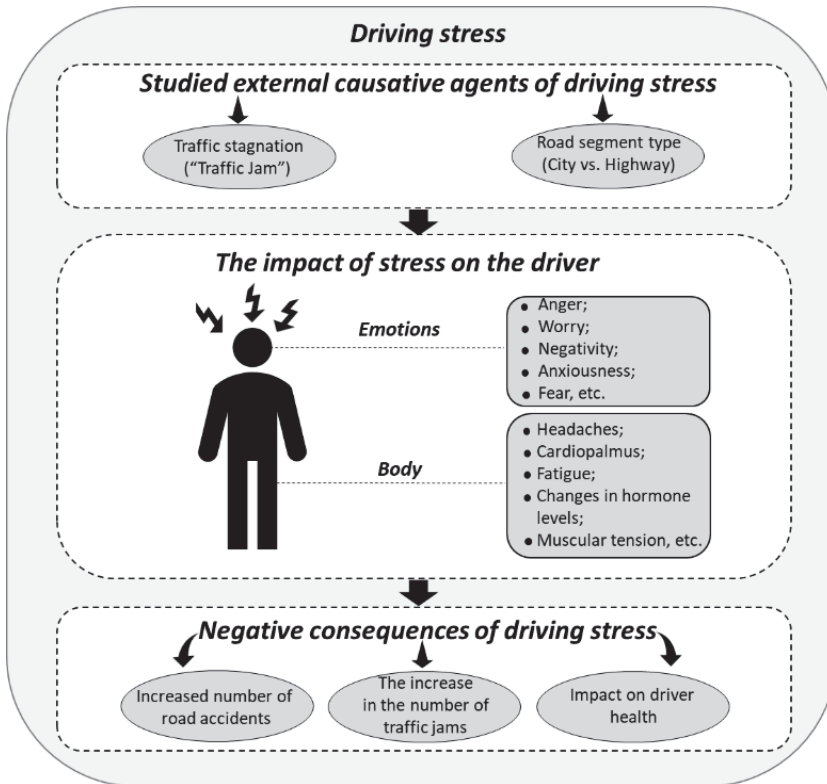 Driving stress
Studied external causative agents of driving stress
Traffic stagnation
(“Traffic Jam”)
Road segment type
(City vs. Highway)
The impact of stress on the driver
Emotions
• Anger;
• Worry;
• Negativity;
• Anxiousness;
• Fear, etc.
Body
• Headaches;
• Cardiopalmus;
• Fatigue;
• Changes in hormone
levels;
• Muscular tension, etc.
Negative consequences of driving stress
Increased number of
road accidents
The increase
in the number of
traffic jams
Impact on driver
health